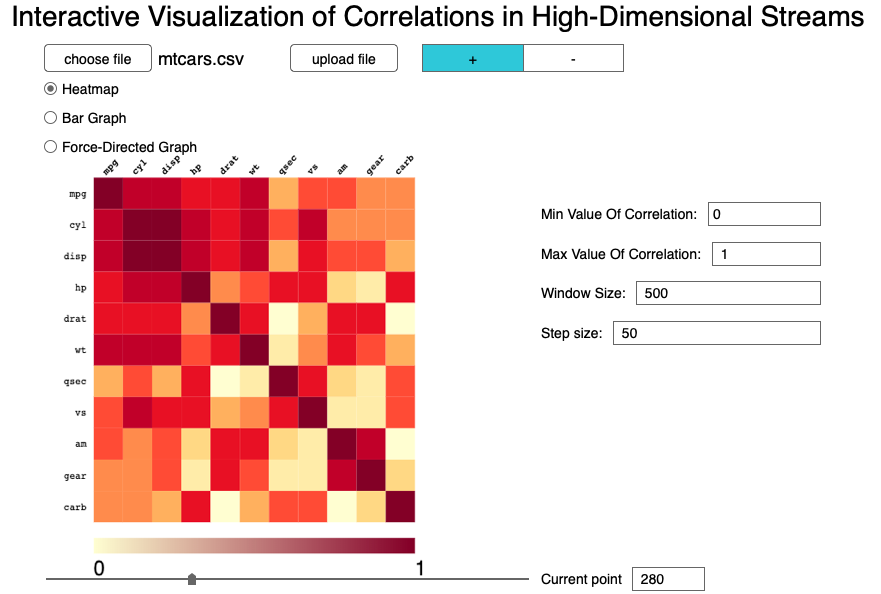 Interactive Visualization of Correlations in High-Dimensional Streams
choose file mtcars.csv upload file + -
Heatmap
Bar Graph
Force-Directed Graph
mpg cyl disp hp drat wt qsec vs am gear carb
mpg
cyl
disp
hp
drat
wt
qsec
vs
am
gear
carb
0 1
Min Value Of Correlation: 0
Max Value Of Correlation: 1
Window Size: 500
Step size: 50
Current point 280